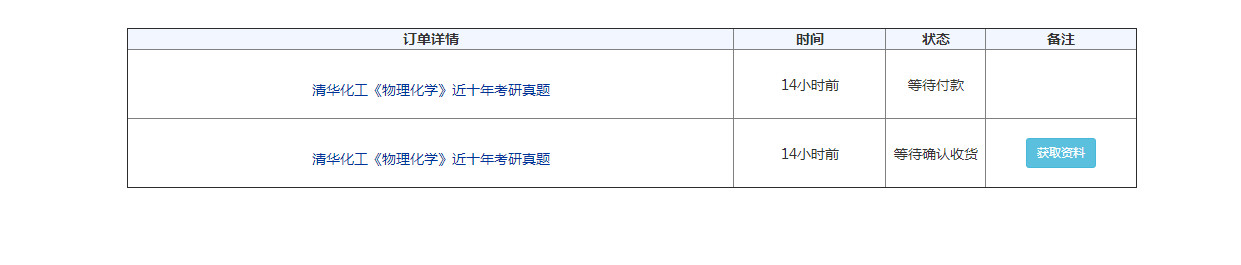 订单详情 时间 状态 备注
清华化工《物理化学》近十年考研真题 14小时前 等待付款
清华化工《物理化学》近十年考研真题 14小时前 等待确认收货 获取资料